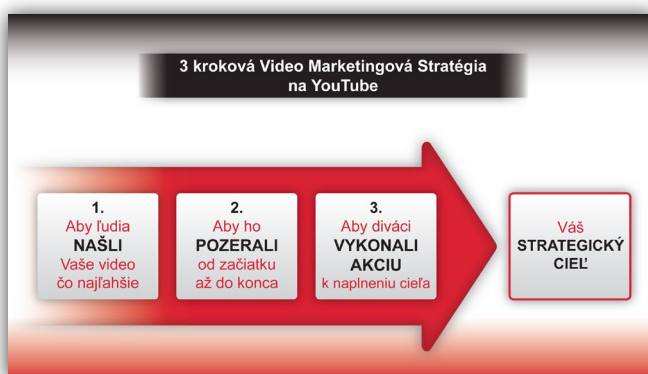 3 kroková Video Marketingová Stratégia
na YouTube
1.
Aby ľudia
NAŠLI
Vaše video
čo najľahšie
2.
Aby ho
POZERALI
od začiatku
až do konca
3.
Aby diváci
VYKONALI
AKCIU
k naplneniu cieľa
Váš
STRATEGICKÝ
CIEĽ